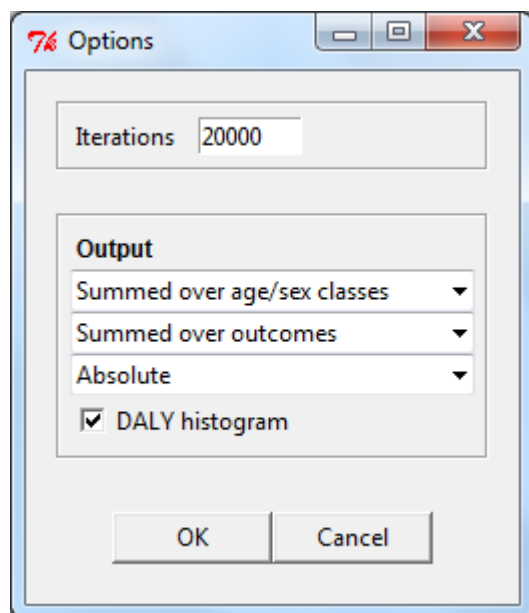 Options
Iterations 20000
Output
Summed over age/sex classes
Summed over outcomes
Absolute
DALY histogram
OK Cancel